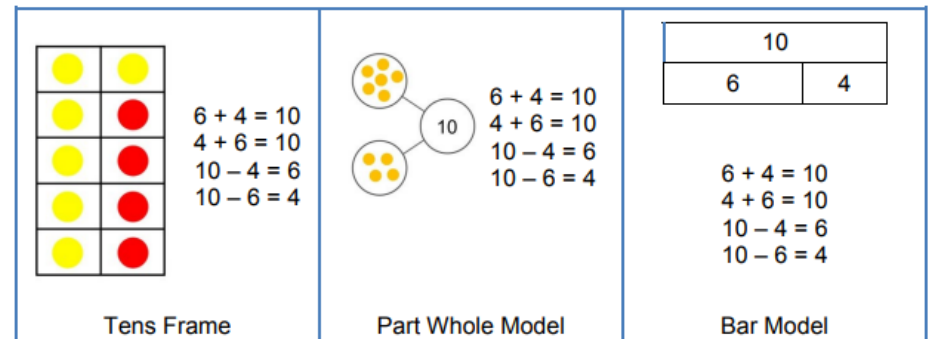 6 + 4 = 10
4 + 6 = 10
10 – 4 = 6
10 – 6 = 4
Tens Frame
10
6 + 4 = 10
4 + 6 = 10
10 – 4 = 6
10 – 6 = 4
Part Whole Model
10
6 4
6 + 4 = 10
4 + 6 = 10
10 – 4 = 6
10 – 6 = 4
Bar Model